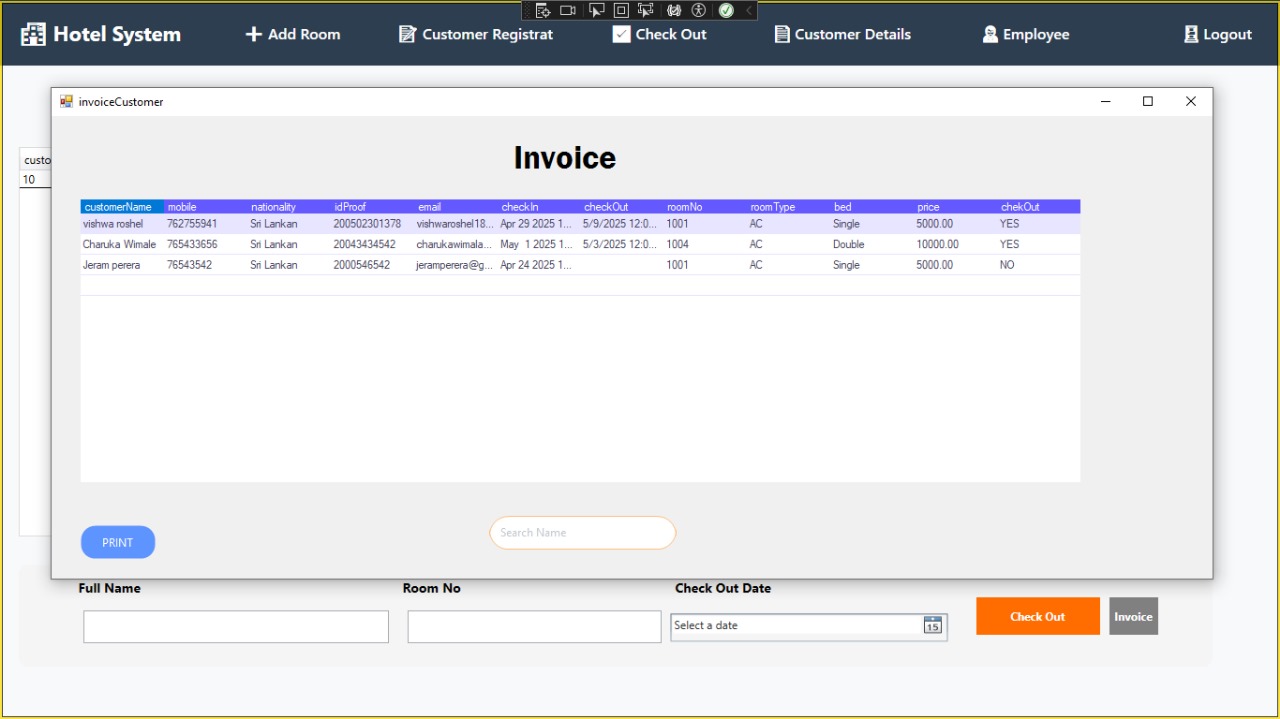 Hotel System Add Room Customer Registrat Check Out Customer Details Employee Logout
invoiceCustomer
Invoice
custo
10
customerName mobile nationality idProof email checkIn checkOut roomNo roomType bed price chekOut
vishwa roshel 762755941 Sri Lankan 200502301378 vishwaroshel18... Apr 29 2025 1... 5/9/2025 12:0... 1001 AC Single 5000.00 YES
Charuka Wimale 765433656 Sri Lankan 20043434542 charukawimala... May 1 2025 1... 5/3/2025 12:0... 1004 AC Double 10000.00 YES
Jeram perera 76543542 Sri Lankan 2000546542 jeramperera@g... Apr 24 2025 1... 1001 AC Single 5000.00 NO
Search Name
PRINT
Full Name Room No Check Out Date
Select a date 15
Check Out Invoice